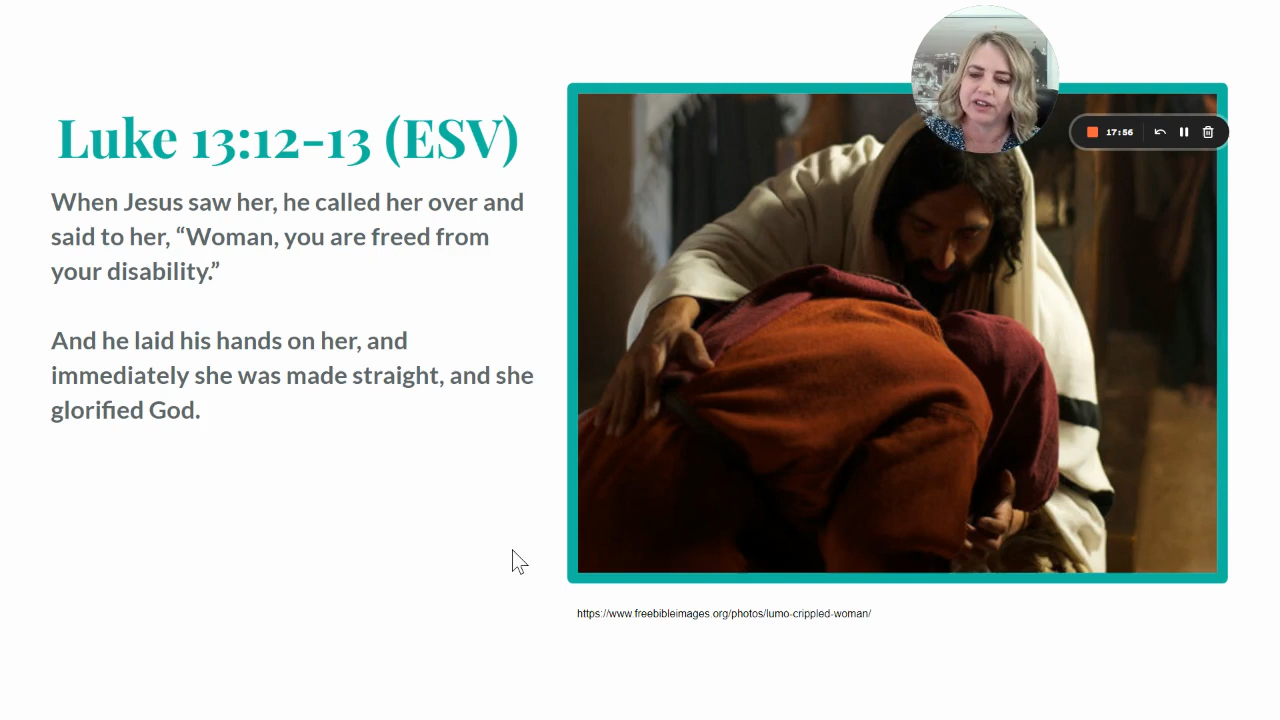 Luke 13:12-13 (ESV)
When Jesus saw her, he called her over and
said to her, “Woman, you are freed from
your disability.”
And he laid his hands on her, and
immediately she was made straight, and she
glorified God.
17:56
https://www.freebibleimages.org/photos/lumo-crippled-woman/